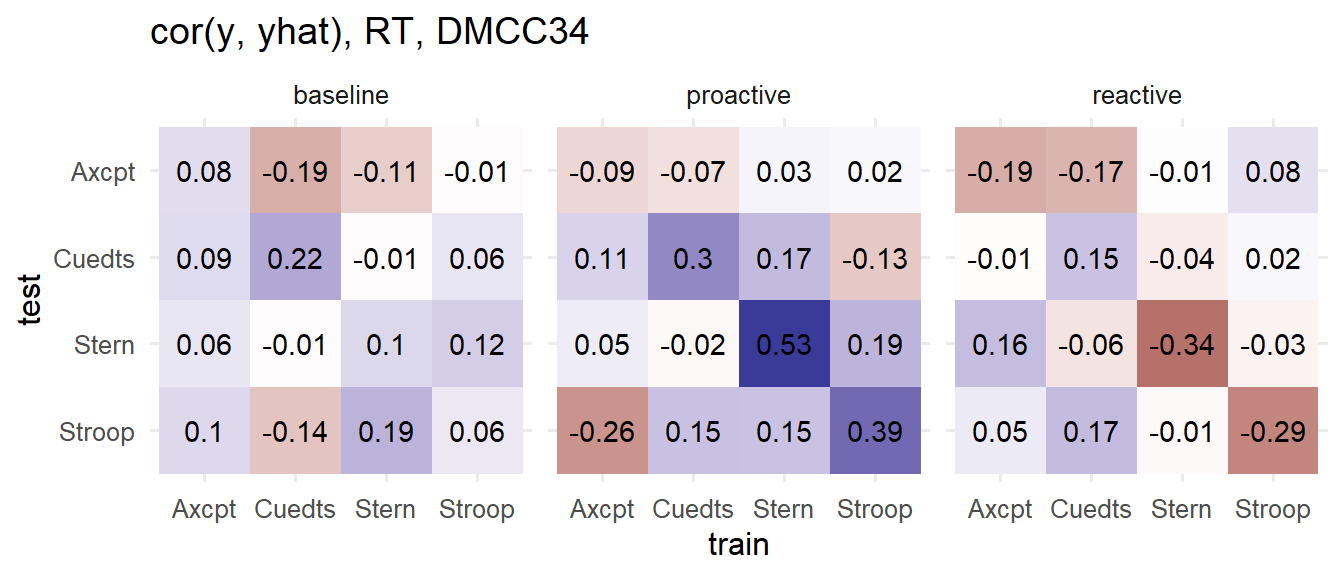 cor(y, yhat), RT, DMCC34
baseline proactive reactive
Axcpt 0.08 -0.19 -0.11 -0.01 -0.09 -0.07 0.03 0.02 -0.19 -0.17 -0.01 0.08
Cuedts 0.09 0.22 -0.01 0.06 0.11 0.3 0.17 -0.13 -0.01 0.15 -0.04 0.02
test
Stern 0.06 -0.01 0.1 0.12 0.05 -0.02 0.53 0.19 0.16 -0.06 -0.34 -0.03
Stroop 0.1 -0.14 0.19 0.06 -0.26 0.15 0.15 0.39 0.05 0.17 -0.01 -0.29
Axcpt Cuedts Stern Stroop Axcpt Cuedts Stern Stroop Axcpt Cuedts Stern Stroop
train